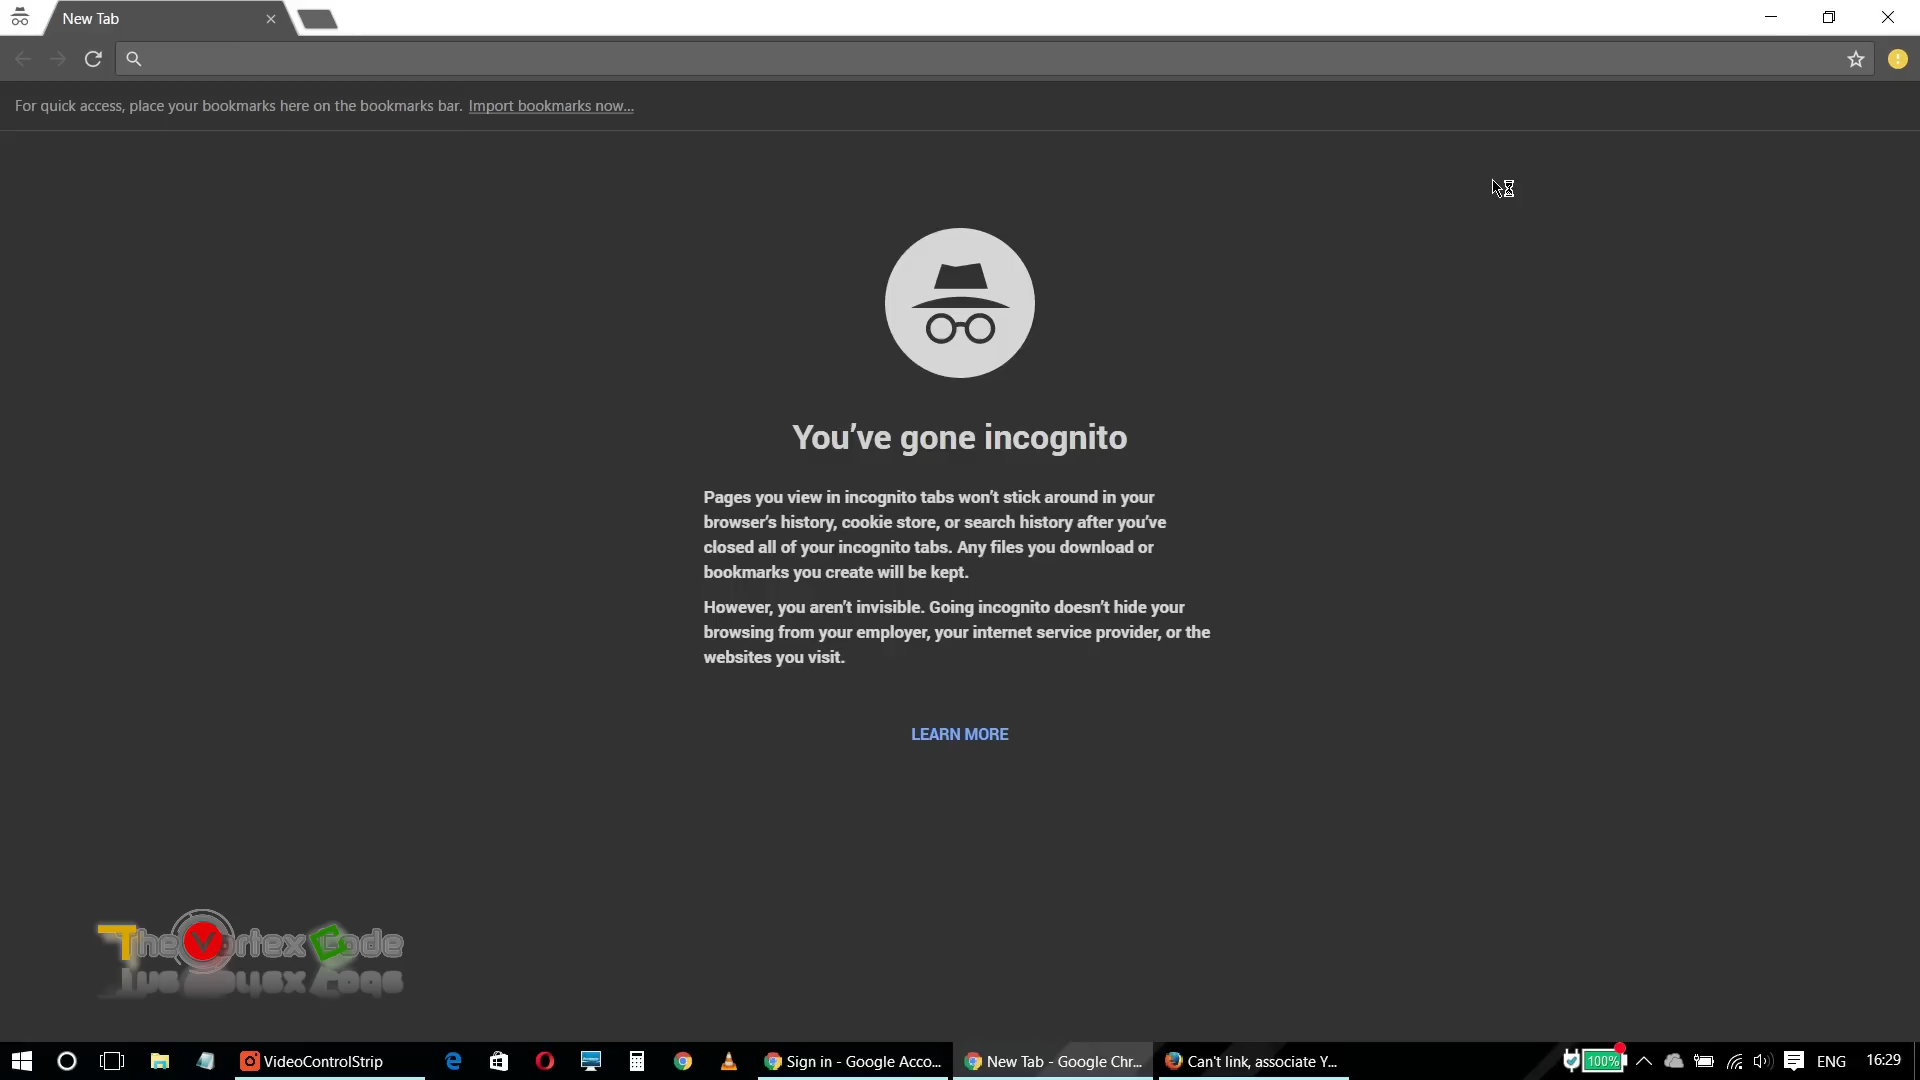 New Tab
For quick access, place your bookmarks here on the bookmarks bar. Import bookmarks now...
You've gone incognito
Pages you view in incognito tabs won't stick around in your
browser's history, cookie store, or search history after you've
closed all of your incognito tabs. Any files you download or
bookmarks you create will be kept.
However, you aren't invisible. Going incognito doesn't hide your
browsing from your employer, your internet service provider, or the
websites you visit.
LEARN MORE
The Vortex Code
VideoControlStrip
Sign in - Google Acco...
New Tab - Google Chr...
Can't link, associate Y...
100%
ENG
16:29